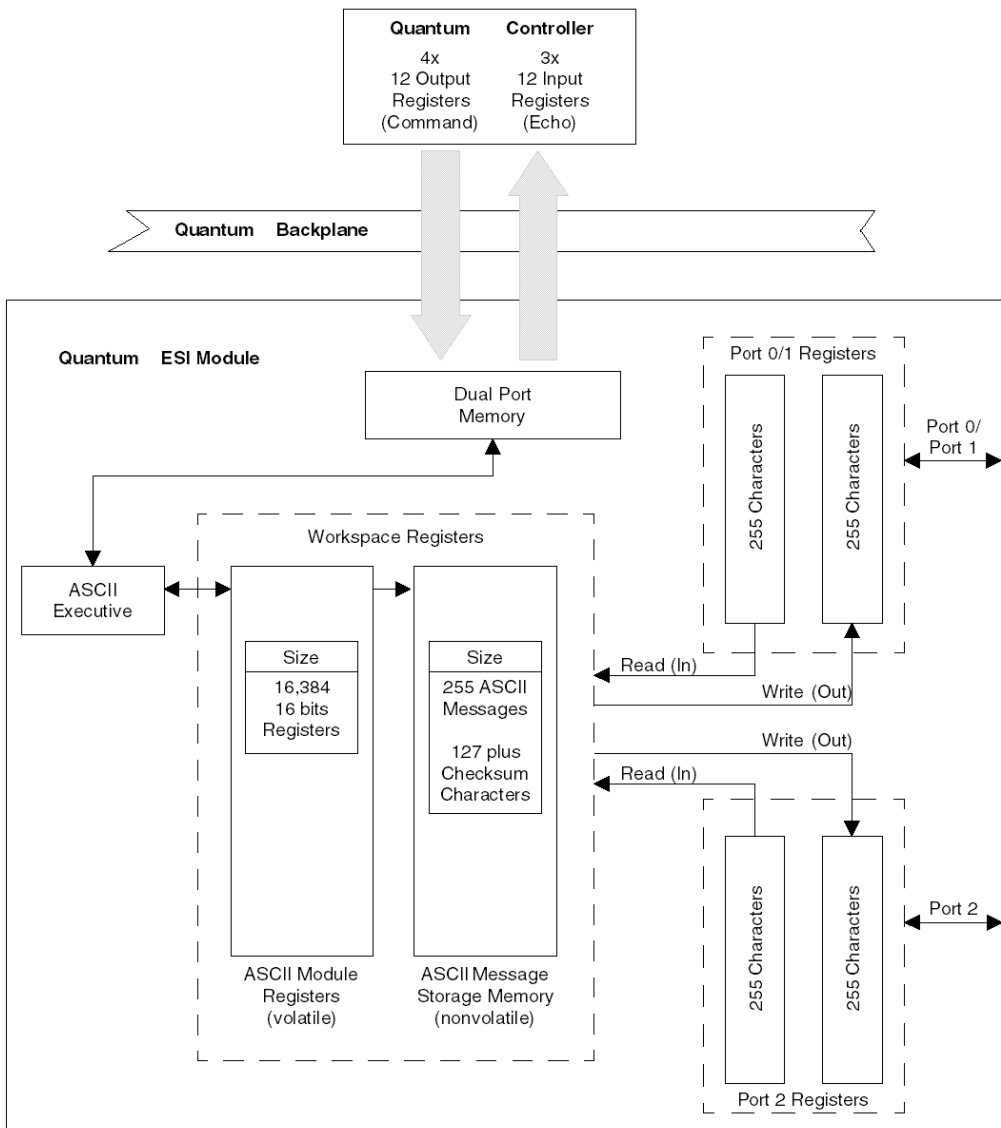 Quantum Controller
4x
12 Output
Registers
(Command)
3x
12 Input
Registers
(Echo)
Quantum Backplane
Quantum ESI Module
Dual Port
Memory
Port 0/1 Registers
255 Characters
255 Characters
Port 0/
Port 1
Workspace Registers
ASCII
Executive
Size
16,384
16 bits
Registers
Size
255 ASCII
Messages
127 plus
Checksum
Characters
Read (In)
Write (Out)
Write (Out)
Read (In)
255 Characters
255 Characters
Port 2
ASCII Module
Registers
(volatile)
ASCII Message
Storage Memory
(nonvolatile)
Port 2 Registers